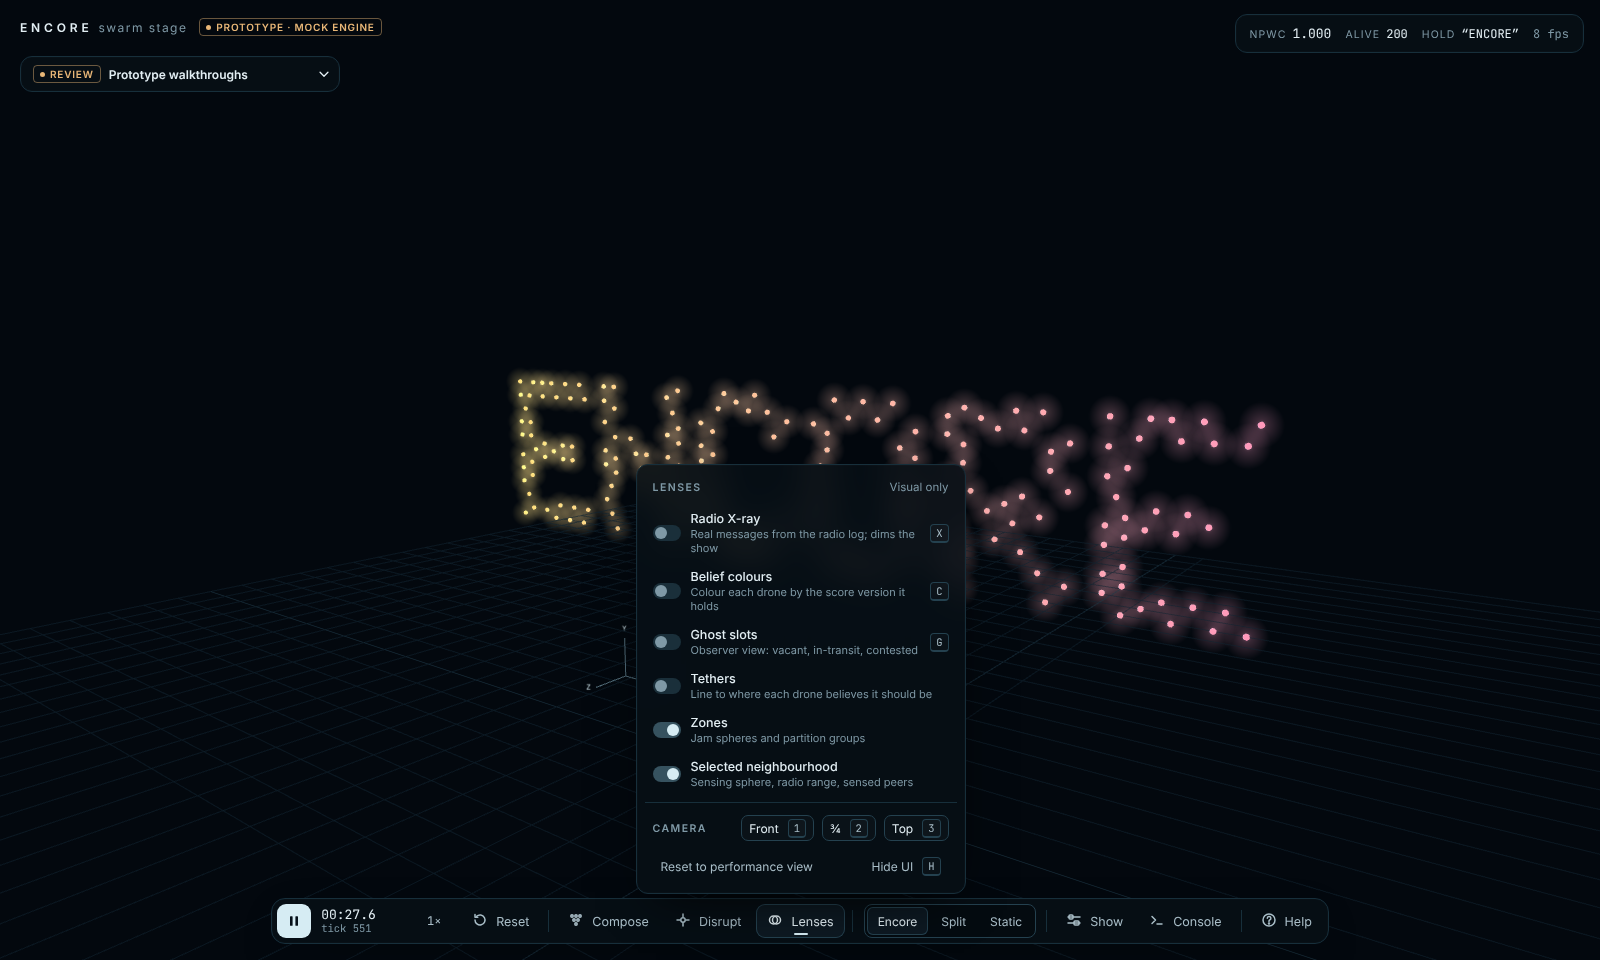 ENCORE swarm stage PROTOTYPE · MOCK ENGINE
NPWC 1.000 ALIVE 200 HOLD “ENCORE” 8 fps
REVIEW Prototype walkthroughs
ENCORE
LENSES Visual only
Radio X-ray
Real messages from the radio log; dims the
show
X
Belief colours
Colour each drone by the score version it
holds
C
Ghost slots
Observer view: vacant, in-transit, contested
G
Tethers
Line to where each drone believes it should be
Zones
Jam spheres and partition groups
Selected neighbourhood
Sensing sphere, radio range, sensed peers
Y
Z
CAMERA Front 1 ¾ 2 Top 3
Reset to performance view Hide UI H
00:27.6
tick 551
1× Reset Compose Disrupt Lenses Encore Split Static Show Console Help